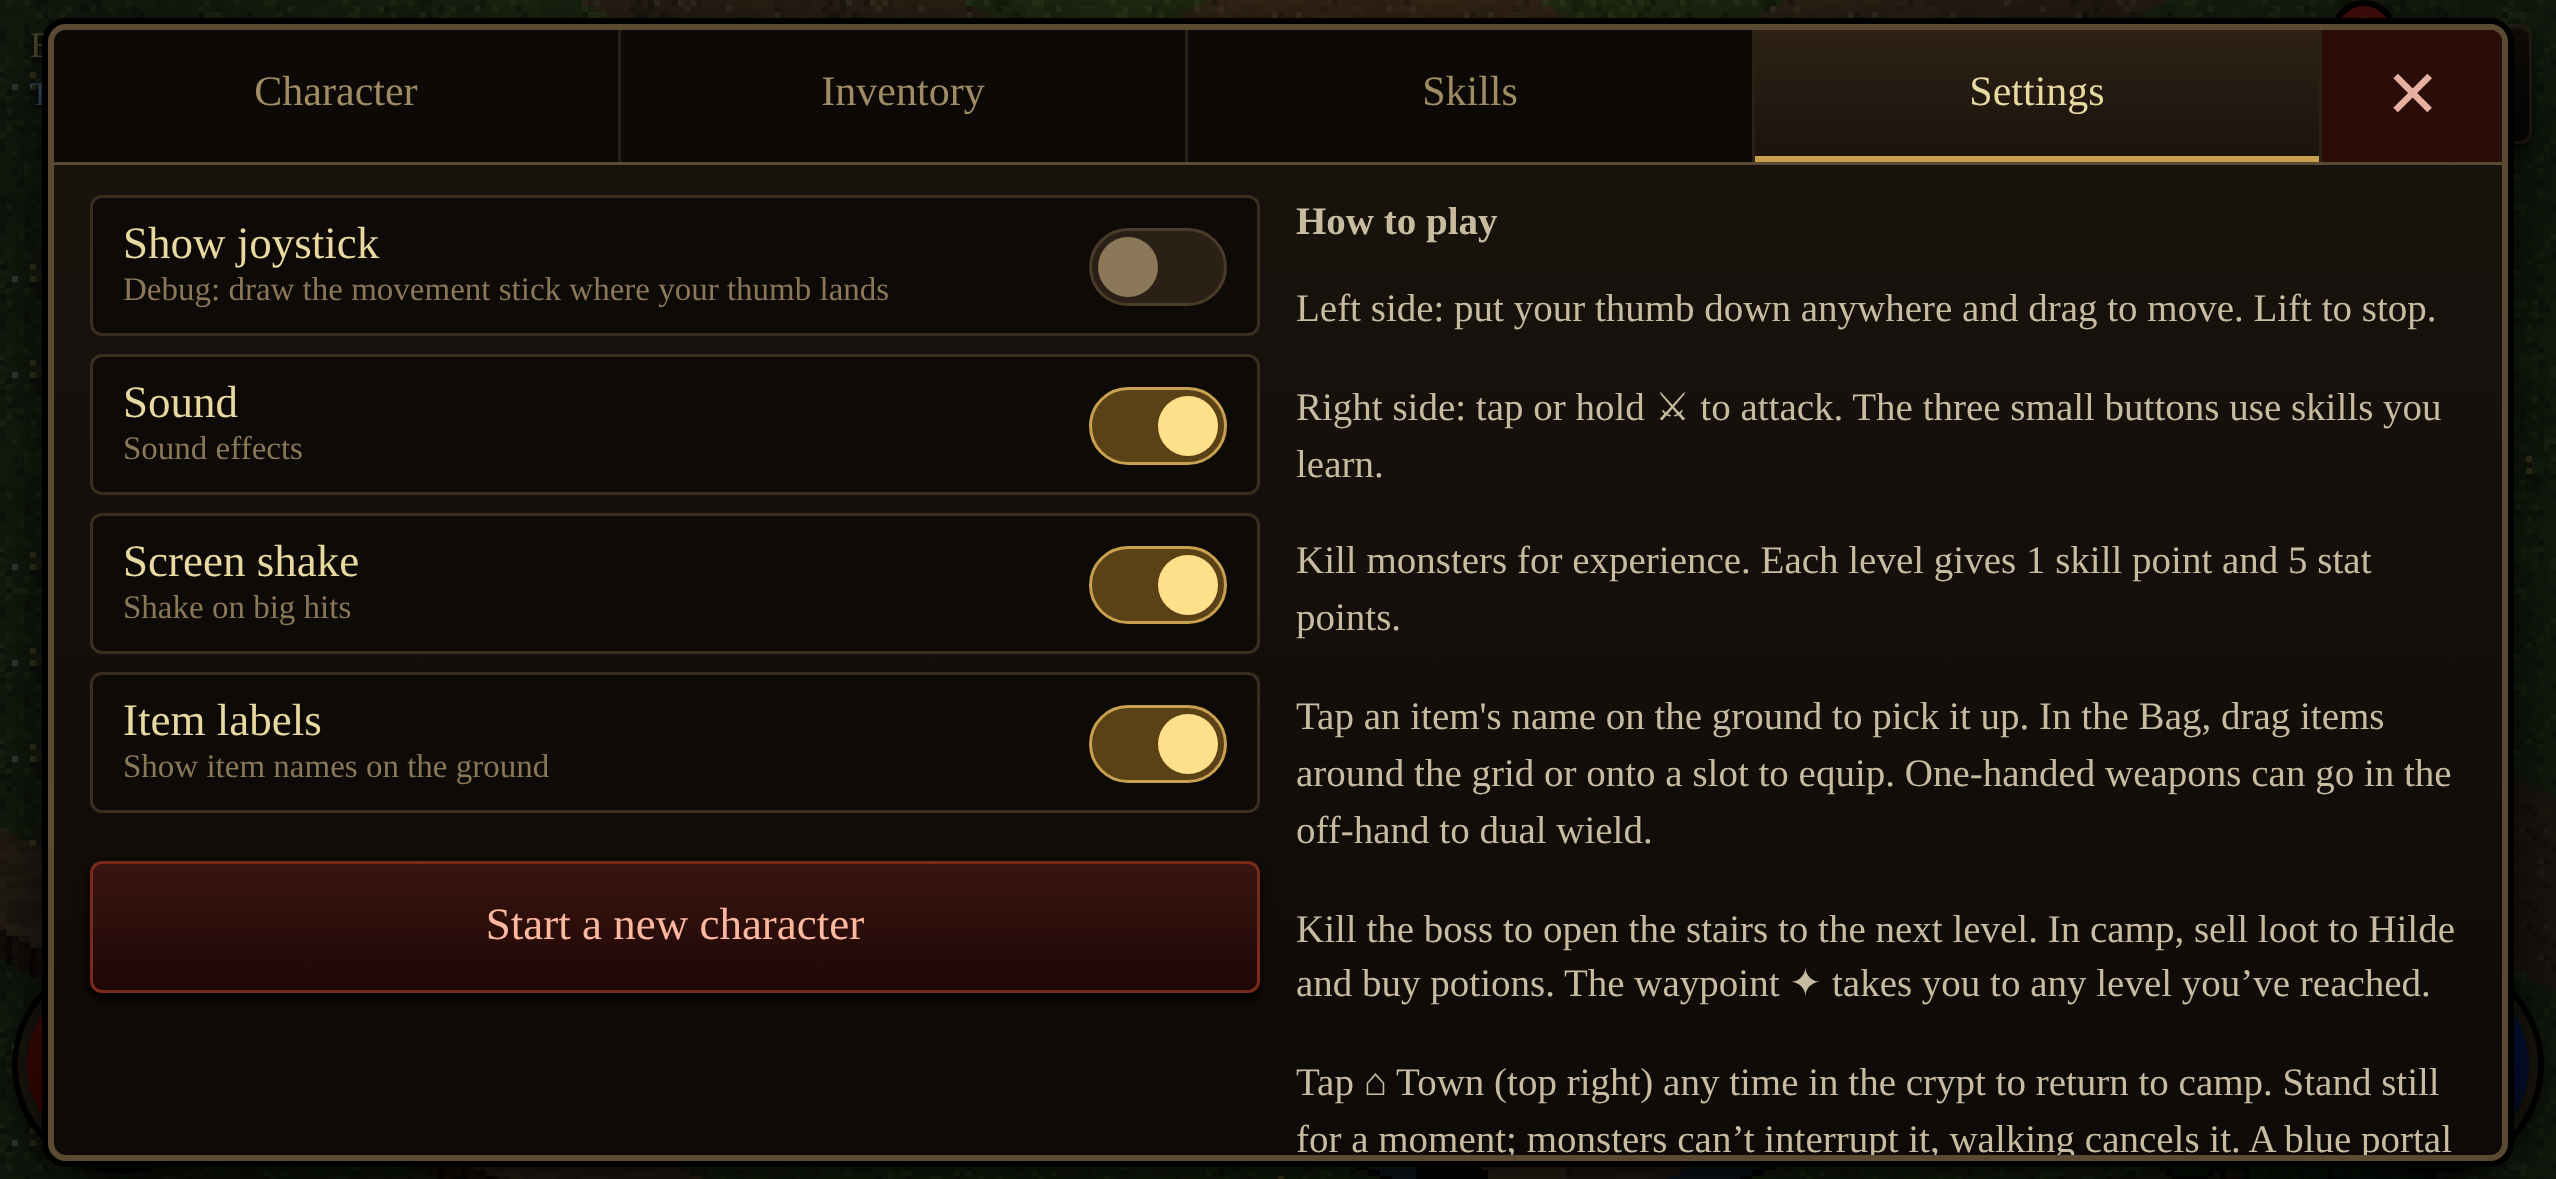 Character
Inventory
Skills
Settings
✕
Show joystick
Debug: draw the movement stick where your thumb lands
Sound
Sound effects
Screen shake
Shake on big hits
Item labels
Show item names on the ground
Start a new character
How to play
Left side: put your thumb down anywhere and drag to move. Lift to stop.
Right side: tap or hold ⚔ to attack. The three small buttons use skills you
learn.
Kill monsters for experience. Each level gives 1 skill point and 5 stat
points.
Tap an item's name on the ground to pick it up. In the Bag, drag items
around the grid or onto a slot to equip. One-handed weapons can go in the
off-hand to dual wield.
Kill the boss to open the stairs to the next level. In camp, sell loot to Hilde
and buy potions. The waypoint ✦ takes you to any level you’ve reached.
Tap ⌂ Town (top right) any time in the crypt to return to camp. Stand still
for a moment; monsters can’t interrupt it, walking cancels it. A blue portal